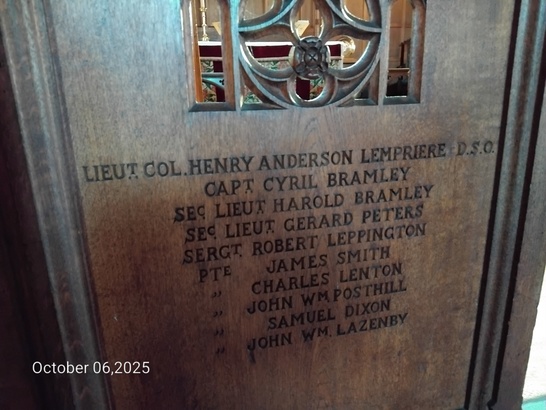 LIEUT. COL. HENRY ANDERSON LEMPRIERE D.S.O.
CAPT. CYRIL BRAMLEY
SEC. LIEUT. HAROLD BRAMLEY
SEC. LIEUT. GERARD PETERS
SERGT. ROBERT LEPPINGTON
PTE JAMES SMITH
„ CHARLES LENTON
„ JOHN WM. POSTHILL
„ SAMUEL DIXON
„ JOHN WM. LAZENBY
October 06,2025